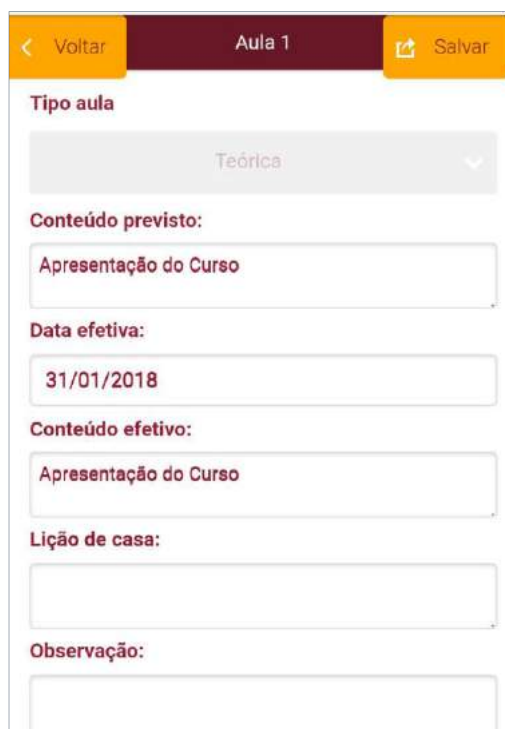 Voltar
Aula 1
Salvar
Tipo aula
Teórica
Conteúdo previsto:
Apresentação do Curso
Data efetiva:
31/01/2018
Conteúdo efetivo:
Apresentação do Curso
Lição de casa:
Observação: